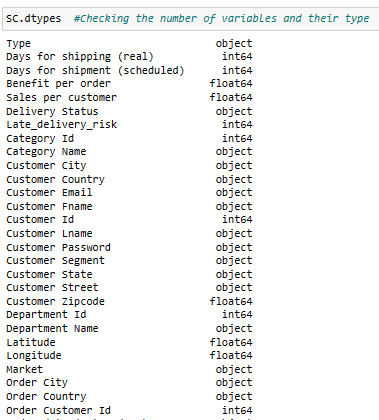 SC.dtypes #Checking the number of variables and their type
Type object
Days for shipping (real) int64
Days for shipment (scheduled) int64
Benefit per order float64
Sales per customer float64
Delivery Status object
Late_delivery_risk int64
Category Id int64
Category Name object
Customer City object
Customer Country object
Customer Email object
Customer Fname object
Customer Id int64
Customer Lname object
Customer Password object
Customer Segment object
Customer State object
Customer Street object
Customer Zipcode float64
Department Id int64
Department Name object
Latitude float64
Longitude float64
Market object
Order City object
Order Country object
Order Customer Id int64